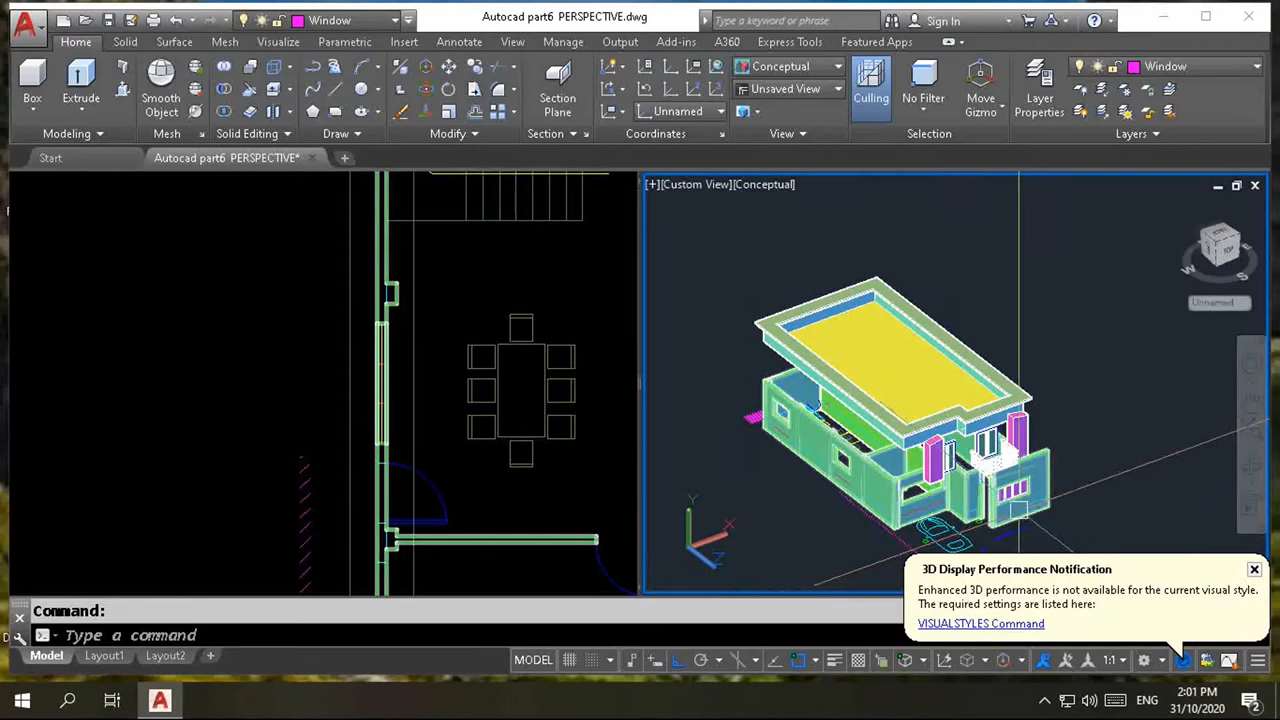 Window
Autocad part6 PERSPECTIVE.dwg
Type a keyword or phrase
Sign In
Home
Solid
Surface
Mesh
Visualize
Parametric
Insert
Annotate
View
Manage
Output
Add-ins
A360
Express Tools
Featured Apps
Box
Extrude
Smooth
Object
Section
Plane
Conceptual
Unsaved View
Unnamed
Culling
No Filter
Move
Gizmo
Layer
Properties
Window
Modeling
Mesh
Solid Editing
Draw
Modify
Section
Coordinates
View
Selection
Layers
Start
Autocad part6 PERSPECTIVE*
[+][Custom View][Conceptual]
TOP
W
S
Unnamed
Y
X
Z
3D Display Performance Notification
Enhanced 3D performance is not available for the current visual style.
The required settings are listed here:
VISUALSTYLES Command
Command:
Type a command
Model
Layout1
Layout2
MODEL
1:1
ENG
2:01 PM
31/10/2020
2